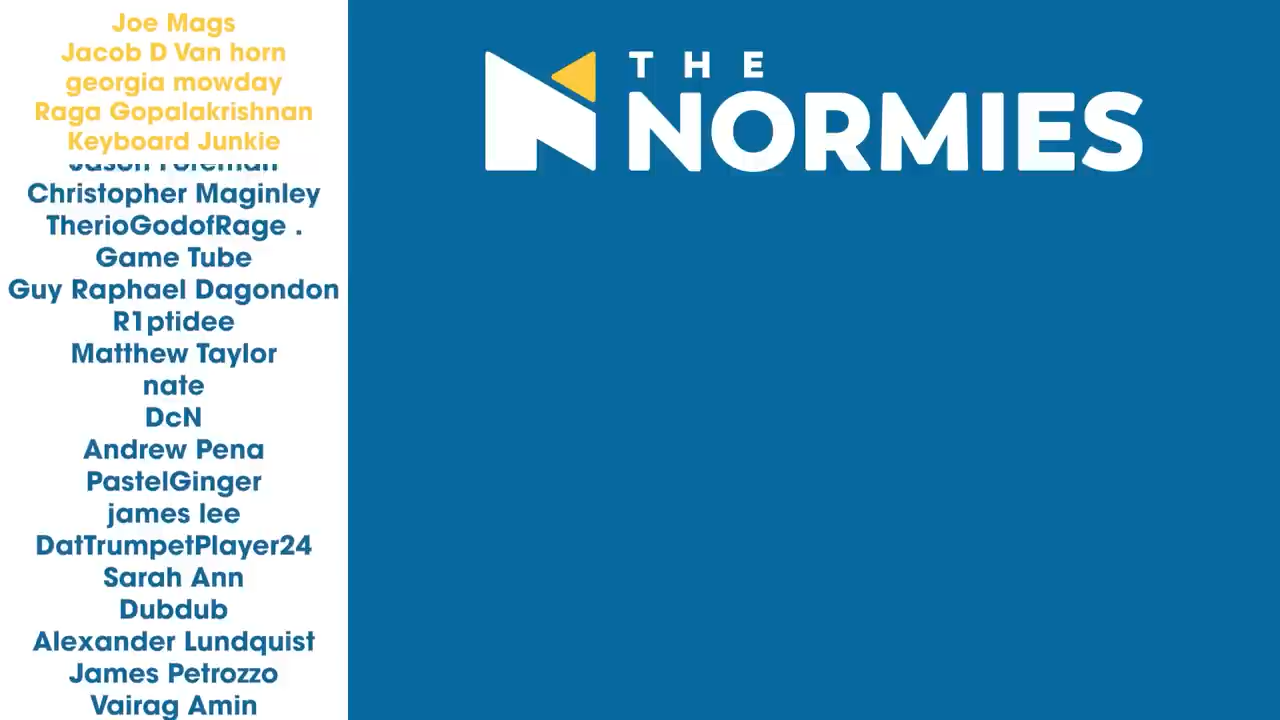 Joe Mags
Jacob D Van horn
georgia mowday
Raga Gopalakrishnan
Keyboard Junkie
Jason Foreman
Christopher Maginley
TherioGodofRage .
Game Tube
Guy Raphael Dagondon
R1ptidee
Matthew Taylor
nate
DcN
Andrew Pena
PastelGinger
james lee
DatTrumpetPlayer24
Sarah Ann
Dubdub
Alexander Lundquist
James Petrozzo
Vairag Amin
THE
NORMIES